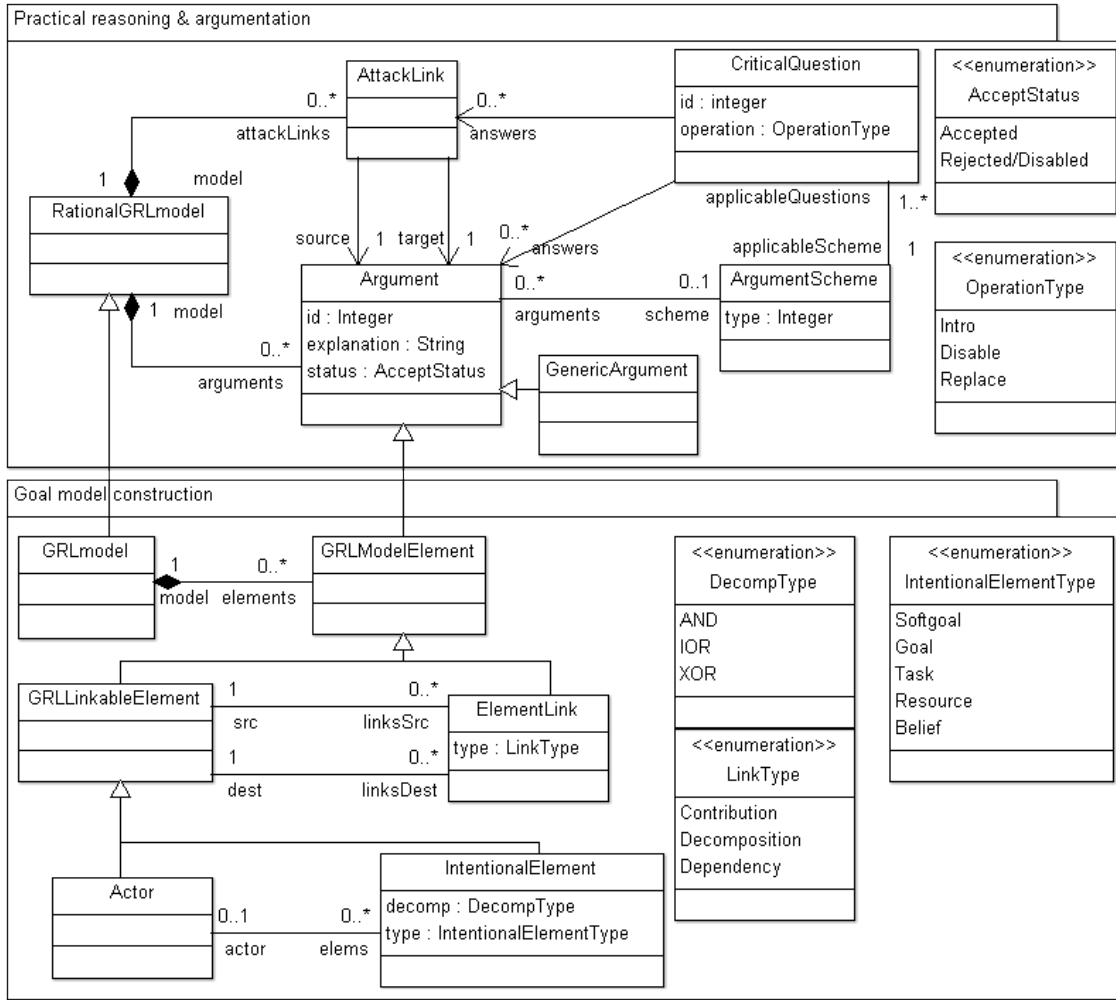 Practical reasoning & argumentation
AttackLink
0..*
attackLinks
0..*
answers
CriticalQuestion
id : integer
operation : OperationType
<<enumeration>>
AcceptStatus
Accepted
Rejected/Disabled
1
model
RationalGRLmodel
applicableQuestions
1..*
source
1
target
1
0..*
answers
applicableScheme
1
Argument
id : Integer
explanation : String
status : AcceptStatus
0..*
arguments
0..1
scheme
ArgumentScheme
type : Integer
<<enumeration>>
OperationType
Intro
Disable
Replace
1
model
0..*
arguments
GenericArgument
Goal model construction
GRLmodel
1
model
0..*
elements
GRLModelElement
<<enumeration>>
DecompType
AND
IOR
XOR
<<enumeration>>
IntentionalElementType
Softgoal
Goal
Task
Resource
Belief
GRLLinkableElement
1
src
0..*
linksSrc
1
dest
0..*
linksDest
ElementLink
type : LinkType
<<enumeration>>
LinkType
Contribution
Decomposition
Dependency
Actor
0..1
actor
0..*
elems
IntentionalElement
decomp : DecompType
type : IntentionalElementType